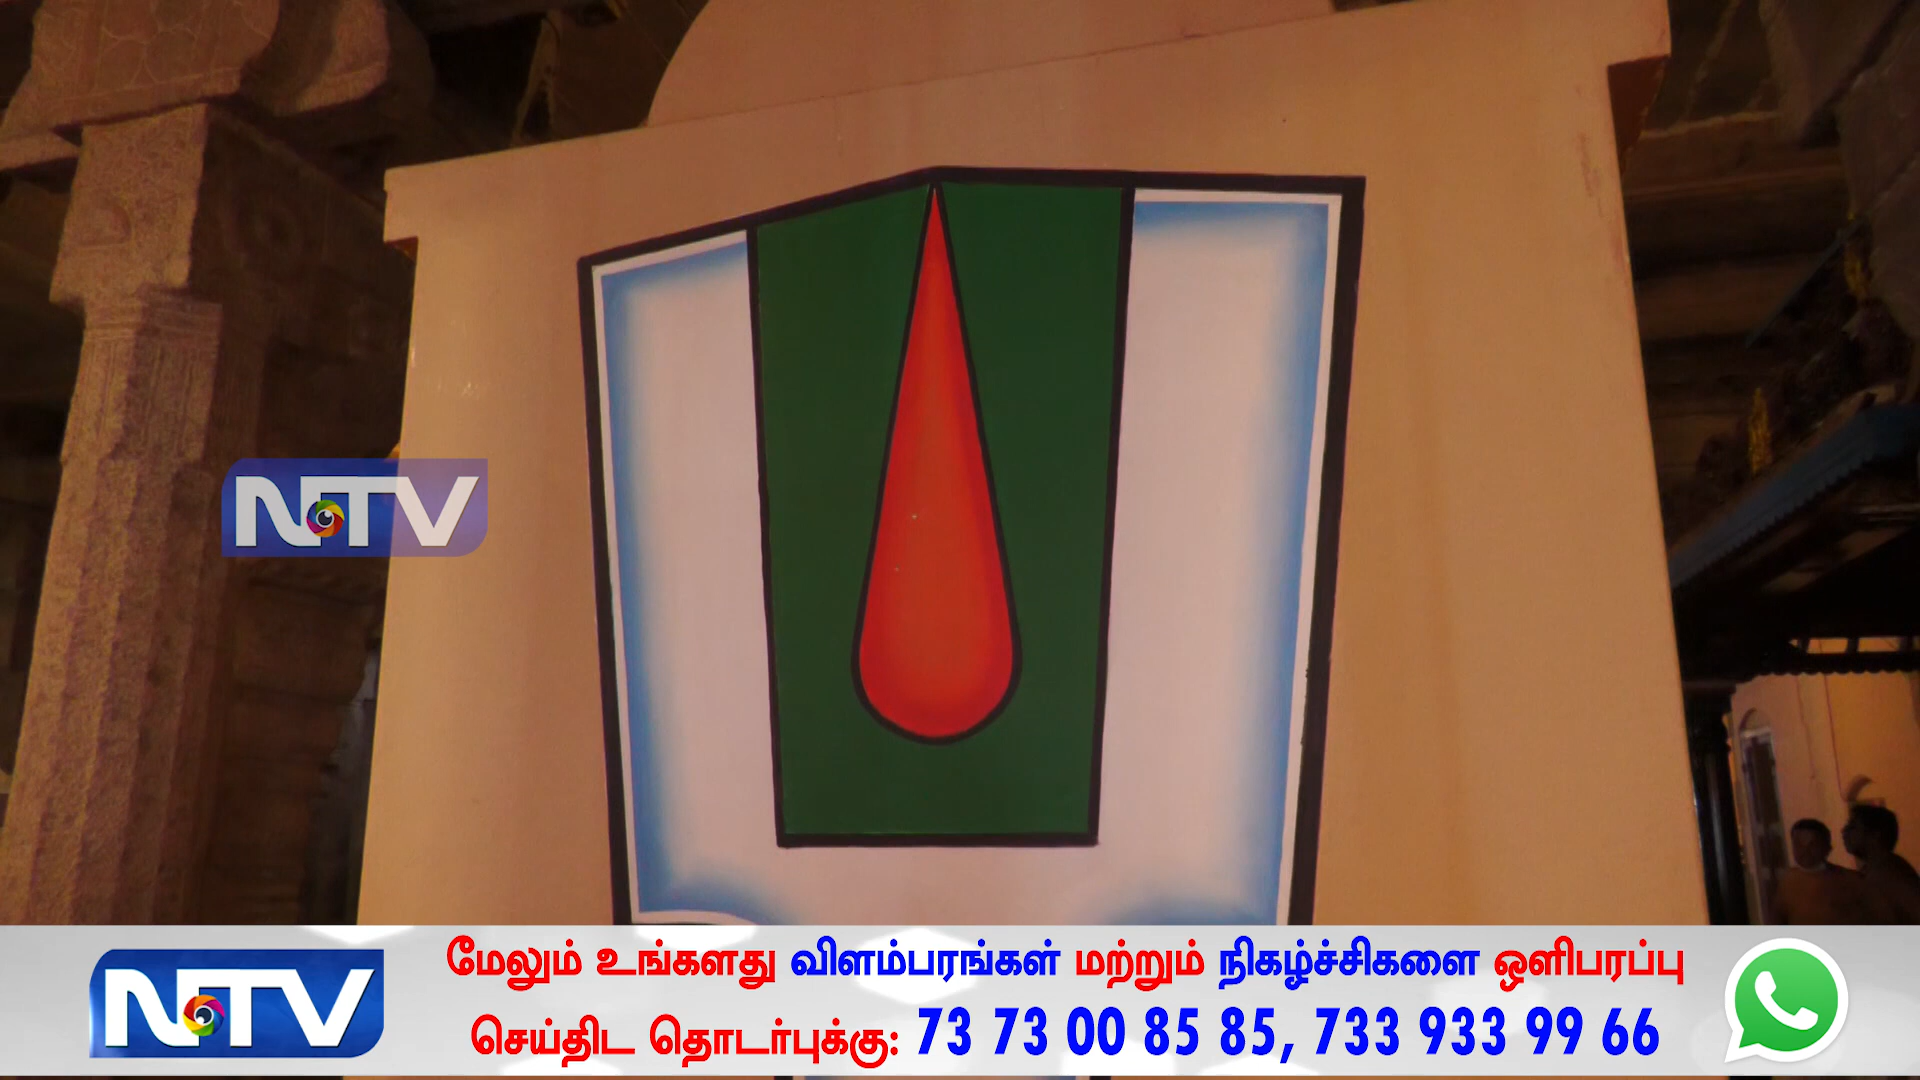 NTV
NTV
மேலும் உங்களது விளம்பரங்கள் மற்றும் நிகழ்ச்சிகளை ஒளிபரப்பு
செய்திட தொடர்புக்கு: 73 73 00 85 85, 733 933 99 66